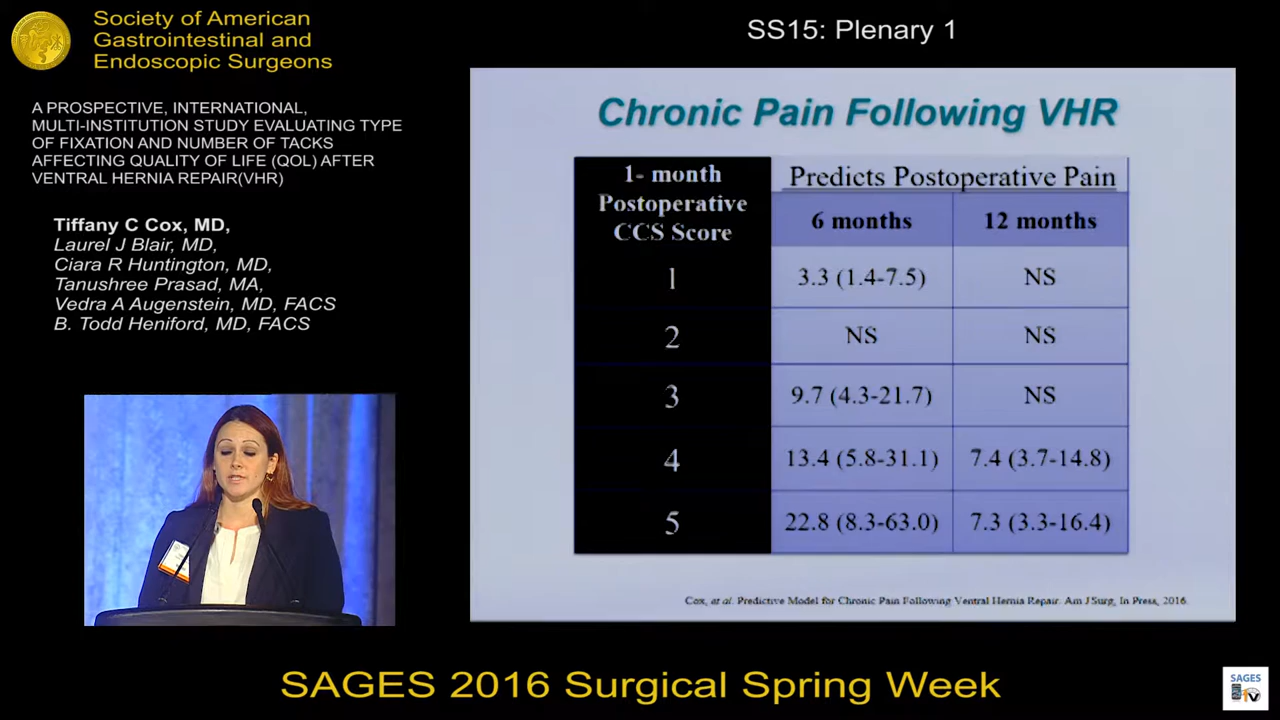 Society of American
Gastrointestinal and
Endoscopic Surgeons
A PROSPECTIVE, INTERNATIONAL,
MULTI-INSTITUTION STUDY EVALUATING TYPE
OF FIXATION AND NUMBER OF TACKS
AFFECTING QUALITY OF LIFE (QOL) AFTER
VENTRAL HERNIA REPAIR(VHR)
Tiffany C Cox, MD,
Laurel J Blair, MD,
Ciara R Huntington, MD,
Tanushree Prasad, MA,
Vedra A Augenstein, MD, FACS
B. Todd Heniford, MD, FACS
SS15: Plenary 1
Chronic Pain Following VHR
1- month
Postoperative
CCS Score
Predicts Postoperative Pain
6 months 12 months
1 3.3 (1.4-7.5) NS
2 NS NS
3 9.7 (4.3-21.7) NS
4 13.4 (5.8-31.1) 7.4 (3.7-14.8)
5 22.8 (8.3-63.0) 7.3 (3.3-16.4)
Cox, et al. Predictive Model for Chronic Pain Following Ventral Hernia Repair. Am J Surg, In Press, 2016.
SAGES 2016 Surgical Spring Week
SAGES
TV